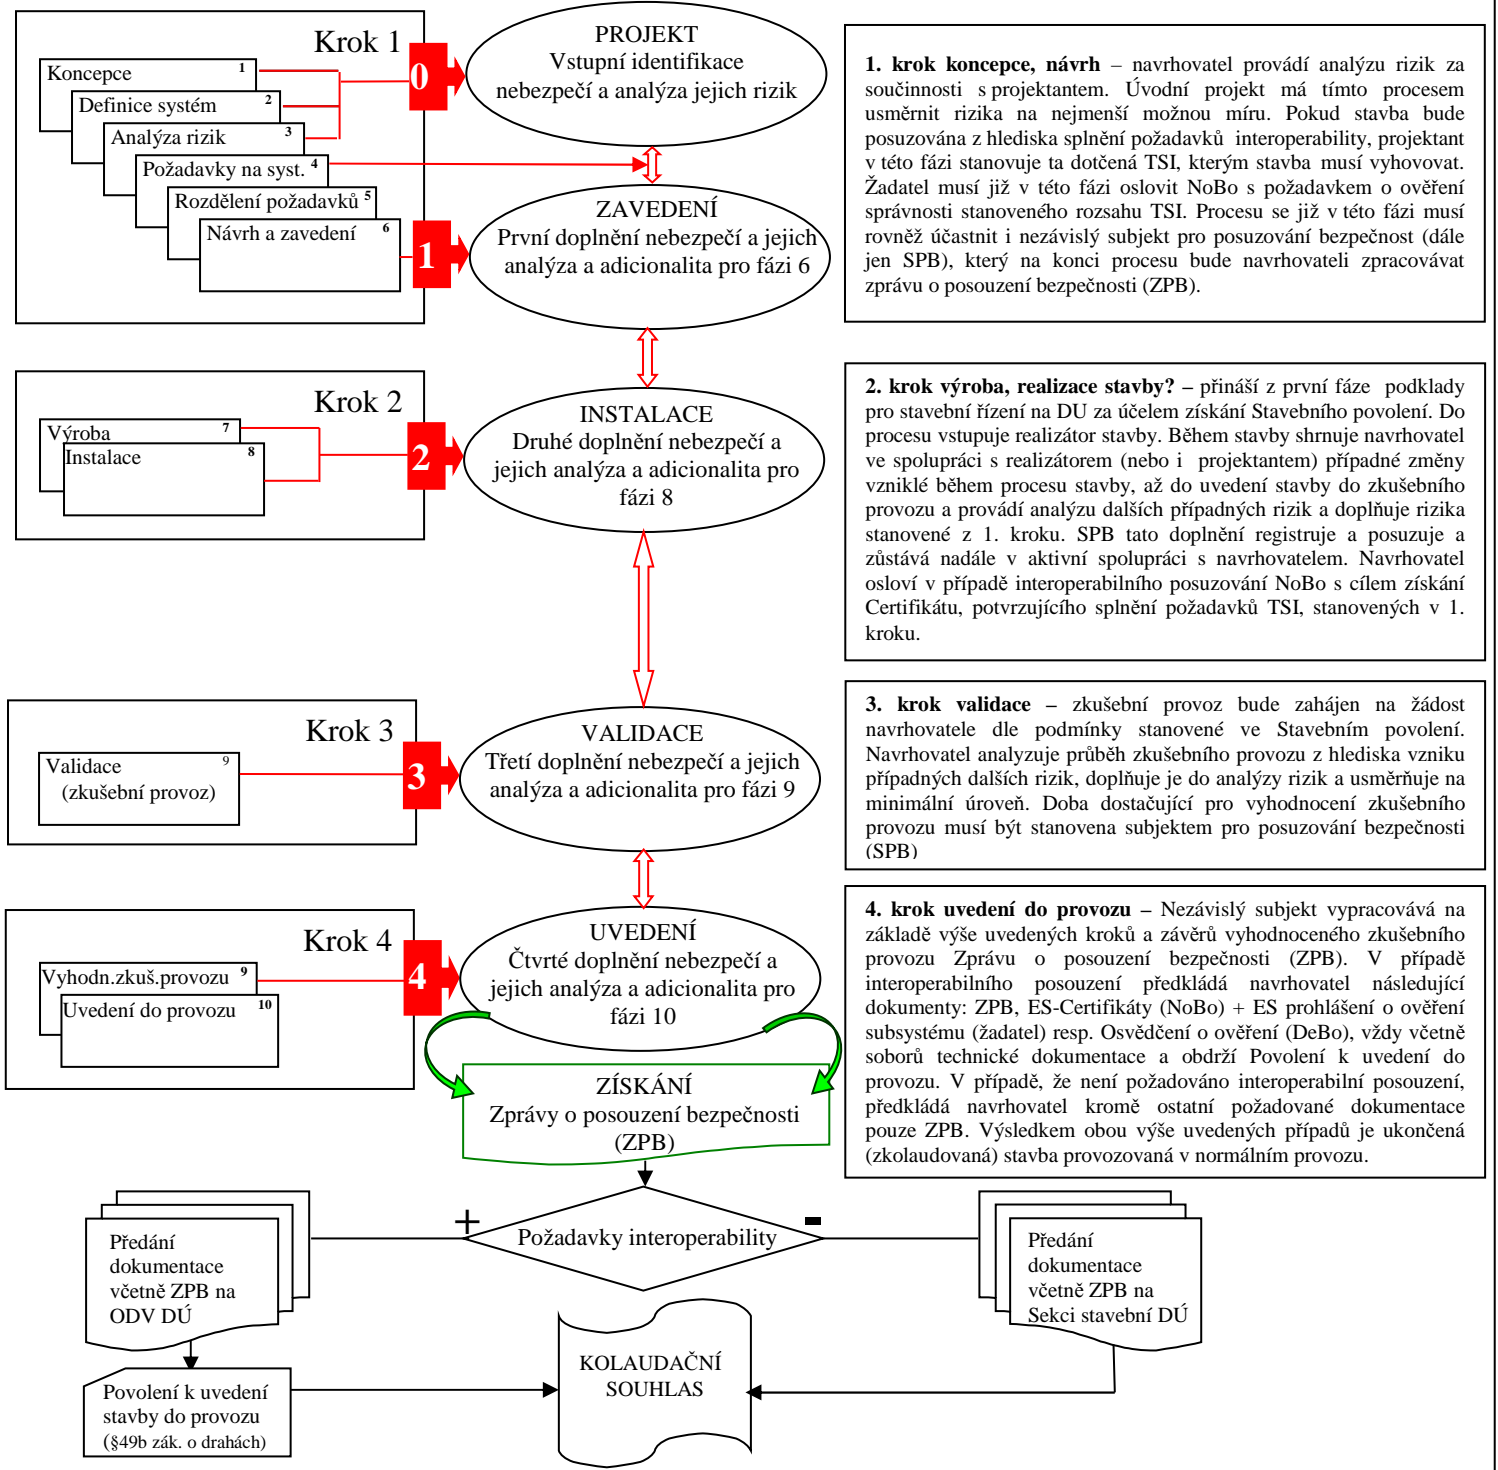 Krok 1
Koncepce 1
Definice systém 2
Analýza rizik 3
Požadavky na syst. 4
Rozdělení požadavků 5
Návrh a zavedení 6
0
1
PROJEKT
Vstupní identifikace
nebezpečí a analýza jejich rizik
ZAVEDENÍ
První doplnění nebezpečí a jejich
analýza a adicionalita pro fázi 6
1. krok koncepce, návrh – navrhovatel provádí analýzu rizik za
součinnosti s projektantem. Úvodní projekt má tímto procesem
usměrnit rizika na nejmenší možnou míru. Pokud stavba bude
posuzována z hlediska splnění požadavků interoperability, projektant
v této fázi stanovuje ta dotčená TSI, kterým stavba musí vyhovovat.
Žadatel musí již v této fázi oslovit NoBo s požadavkem o ověření
správnosti stanoveného rozsahu TSI. Procesu se již v této fázi musí
rovněž účastnit i nezávislý subjekt pro posuzování bezpečnost (dále
jen SPB), který na konci procesu bude navrhovateli zpracovávat
zprávu o posouzení bezpečnosti (ZPB).
Krok 2
Výroba 7
Instalace 8
2
INSTALACE
Druhé doplnění nebezpečí a
jejich analýza a adicionalita pro
fázi 8
2. krok výroba, realizace stavby? – přináší z první fáze podklady
pro stavební řízení na DU za účelem získání Stavebního povolení. Do
procesu vstupuje realizátor stavby. Během stavby shrnuje navrhovatel
ve spolupráci s realizátorem (nebo i projektantem) případné změny
vzniklé během procesu stavby, až do uvedení stavby do zkušebního
provozu a provádí analýzu dalších případných rizik a doplňuje rizika
stanovené z 1. kroku. SPB tato doplnění registruje a posuzuje a
zůstává nadále v aktivní spolupráci s navrhovatelem. Navrhovatel
osloví v případě interoperabilního posuzování NoBo s cílem získání
Certifikátu, potvrzujícího splnění požadavků TSI, stanovených v 1.
kroku.
Krok 3
Validace 9
(zkušební provoz)
3
VALIDACE
Třetí doplnění nebezpečí a jejich
analýza a adicionalita pro fázi 9
3. krok validace – zkušební provoz bude zahájen na žádost
navrhovatele dle podmínky stanovené ve Stavebním povolení.
Navrhovatel analyzuje průběh zkušebního provozu z hlediska vzniku
případných dalších rizik, doplňuje je do analýzy rizik a usměrňuje na
minimální úroveň. Doba dostačující pro vyhodnocení zkušebního
provozu musí být stanovena subjektem pro posuzování bezpečnosti
(SPB)
Krok 4
Vyhodn.zkuš.provozu 9
Uvedení do provozu 10
4
UVEDENÍ
Čtvrté doplnění nebezpečí a
jejich analýza a adicionalita pro
fázi 10
4. krok uvedení do provozu – Nezávislý subjekt vypracovává na
základě výše uvedených kroků a závěrů vyhodnoceného zkušebního
provozu Zprávu o posouzení bezpečnosti (ZPB). V případě
interoperabilního posouzení předkládá navrhovatel následující
dokumenty: ZPB, ES-Certifikáty (NoBo) + ES prohlášení o ověření
subsystému (žadatel) resp. Osvědčení o ověření (DeBo), vždy včetně
soborů technické dokumentace a obdrží Povolení k uvedení do
provozu. V případě, že není požadováno interoperabilní posouzení,
předkládá navrhovatel kromě ostatní požadované dokumentace
pouze ZPB. Výsledkem obou výše uvedených případů je ukončená
(zkolaudovaná) stavba provozovaná v normálním provozu.
ZÍSKÁNÍ
Zprávy o posouzení bezpečnosti
(ZPB)
+
Požadavky interoperability
-
Předání
dokumentace
včetně ZPB na
ODV DÚ
Předání
dokumentace
včetně ZPB na
Sekci stavební DÚ
KOLAUDAČNÍ
SOUHLAS
Povolení k uvedení
stavby do provozu
(§49b zák. o drahách)